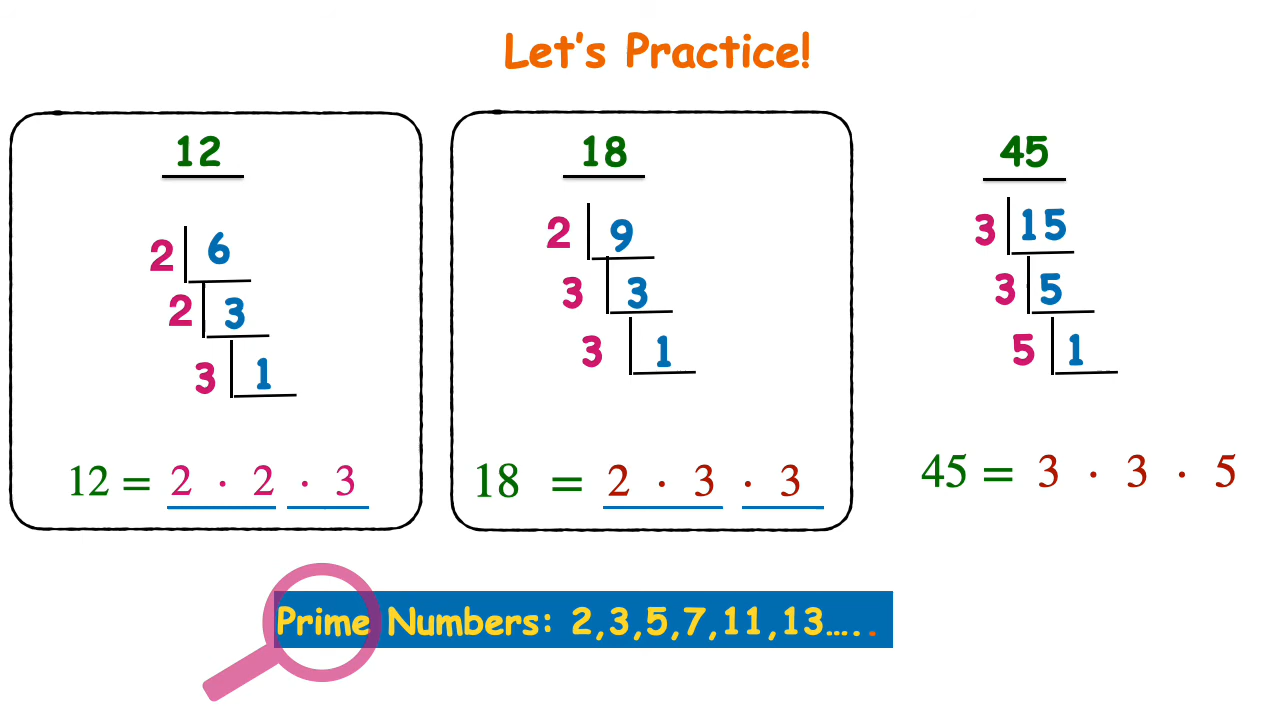 Let's Practice!
12
2 6
2 3
3 1
12 = 2 · 2 · 3
18
2 9
3 3
3 1
18 = 2 · 3 · 3
45
3 15
3 5
5 1
45 = 3 · 3 · 5
Prime Numbers: 2,3,5,7,11,13.....